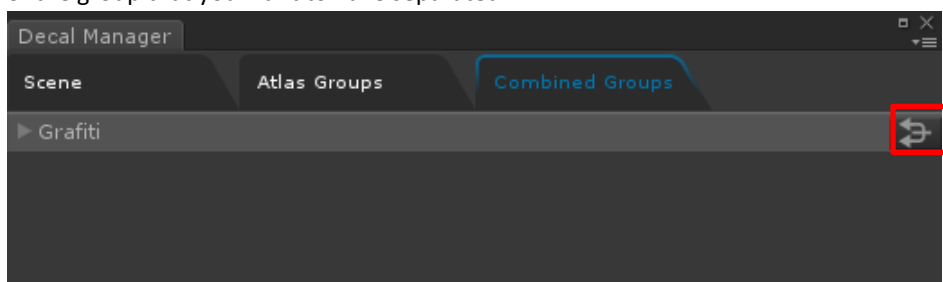 Decal Manager
Scene
Atlas Groups
Combined Groups
Grafiti